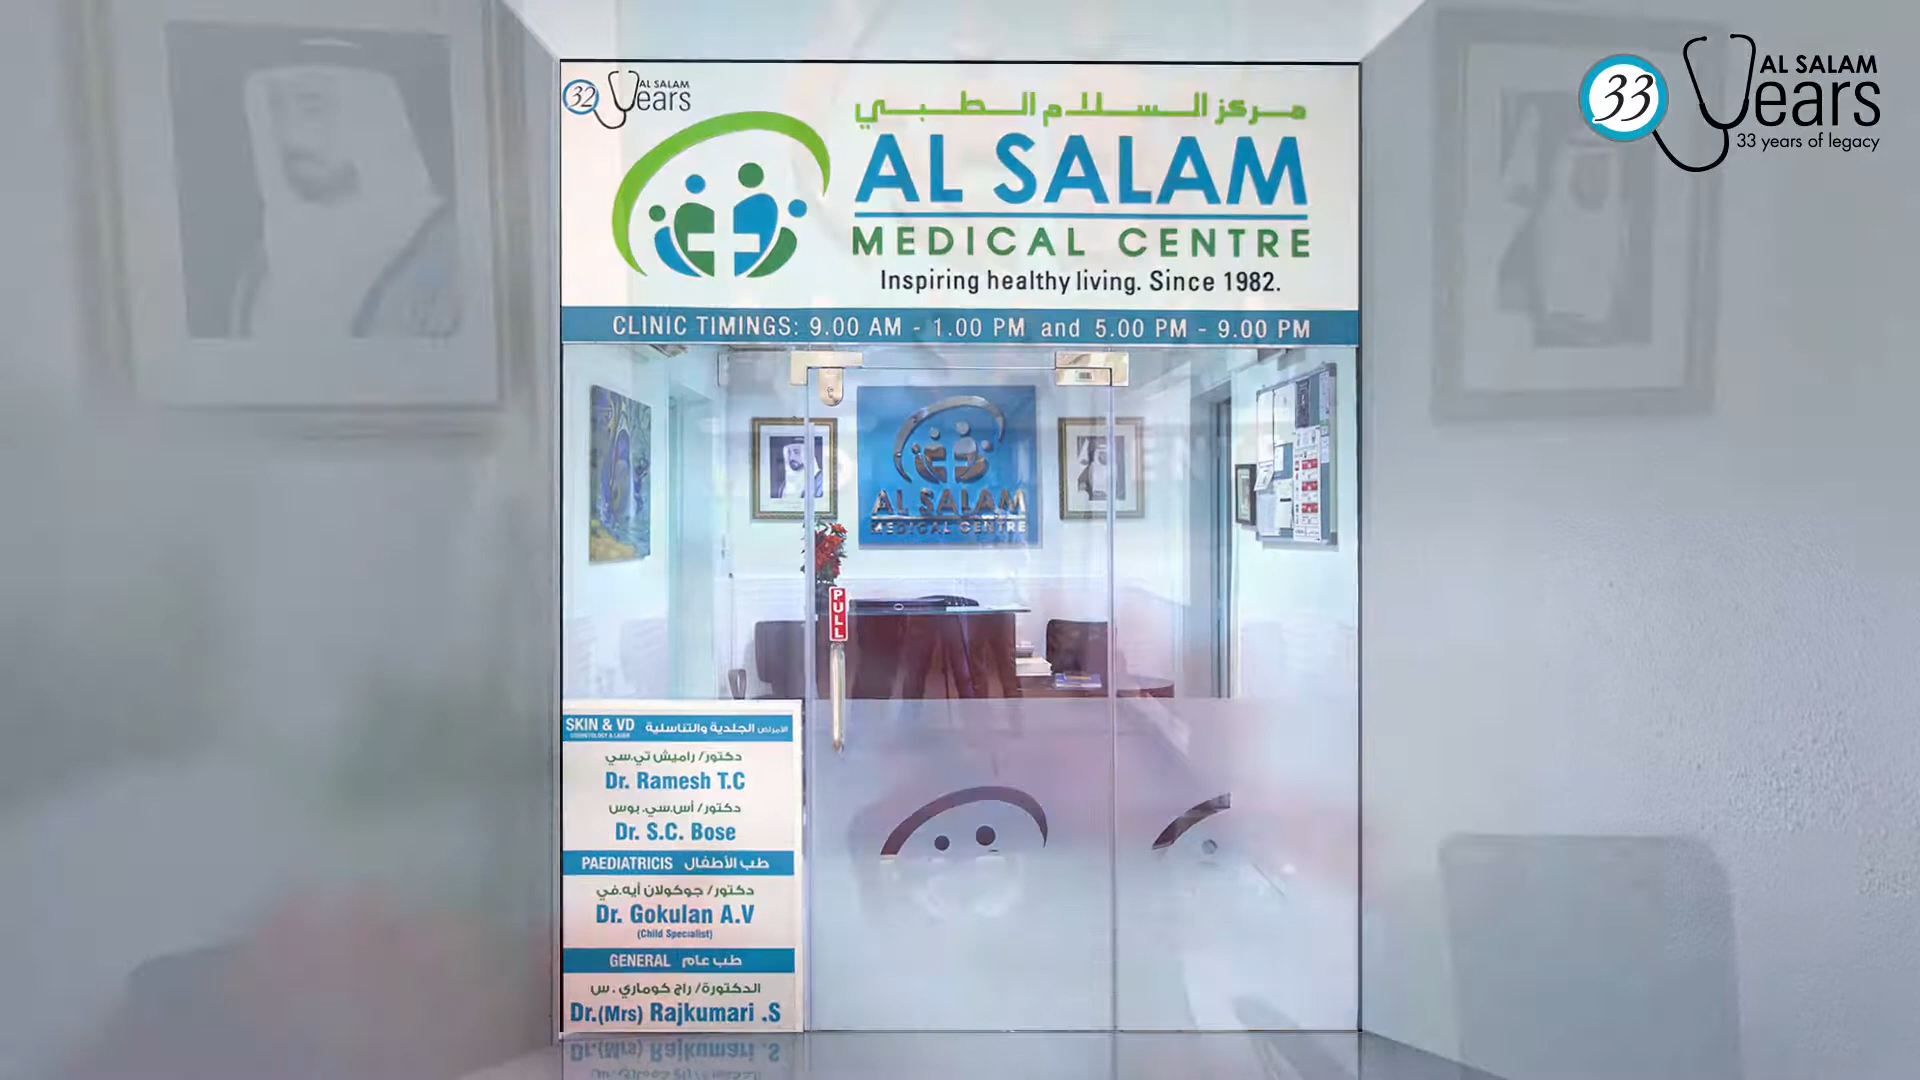 32 AL SALAM
Years
مركز السلام الطبي
AL SALAM
MEDICAL CENTRE
Inspiring healthy living. Since 1982.
CLINIC TIMINGS: 9.00 AM - 1.00 PM and 5.00 PM - 9.00 PM
33 AL SALAM
Years
33 years of legacy
AL SALAM
MEDICAL CENTRE
PULL
SKIN & VD الأمراض الجلدية والتناسلية
COSMETOLOGY & LASER
دكتور/ راميش تي.سي
Dr. Ramesh T.C
دكتور/ أس.سي. بوس
Dr. S.C. Bose
PAEDIATRICIS طب الأطفال
دكتور/ جوكولان أيه.في
Dr. Gokulan A.V
(Child Specialist)
GENERAL طب عام
الدكتورة/ راج كوماري . س
Dr.(Mrs) Rajkumari .S